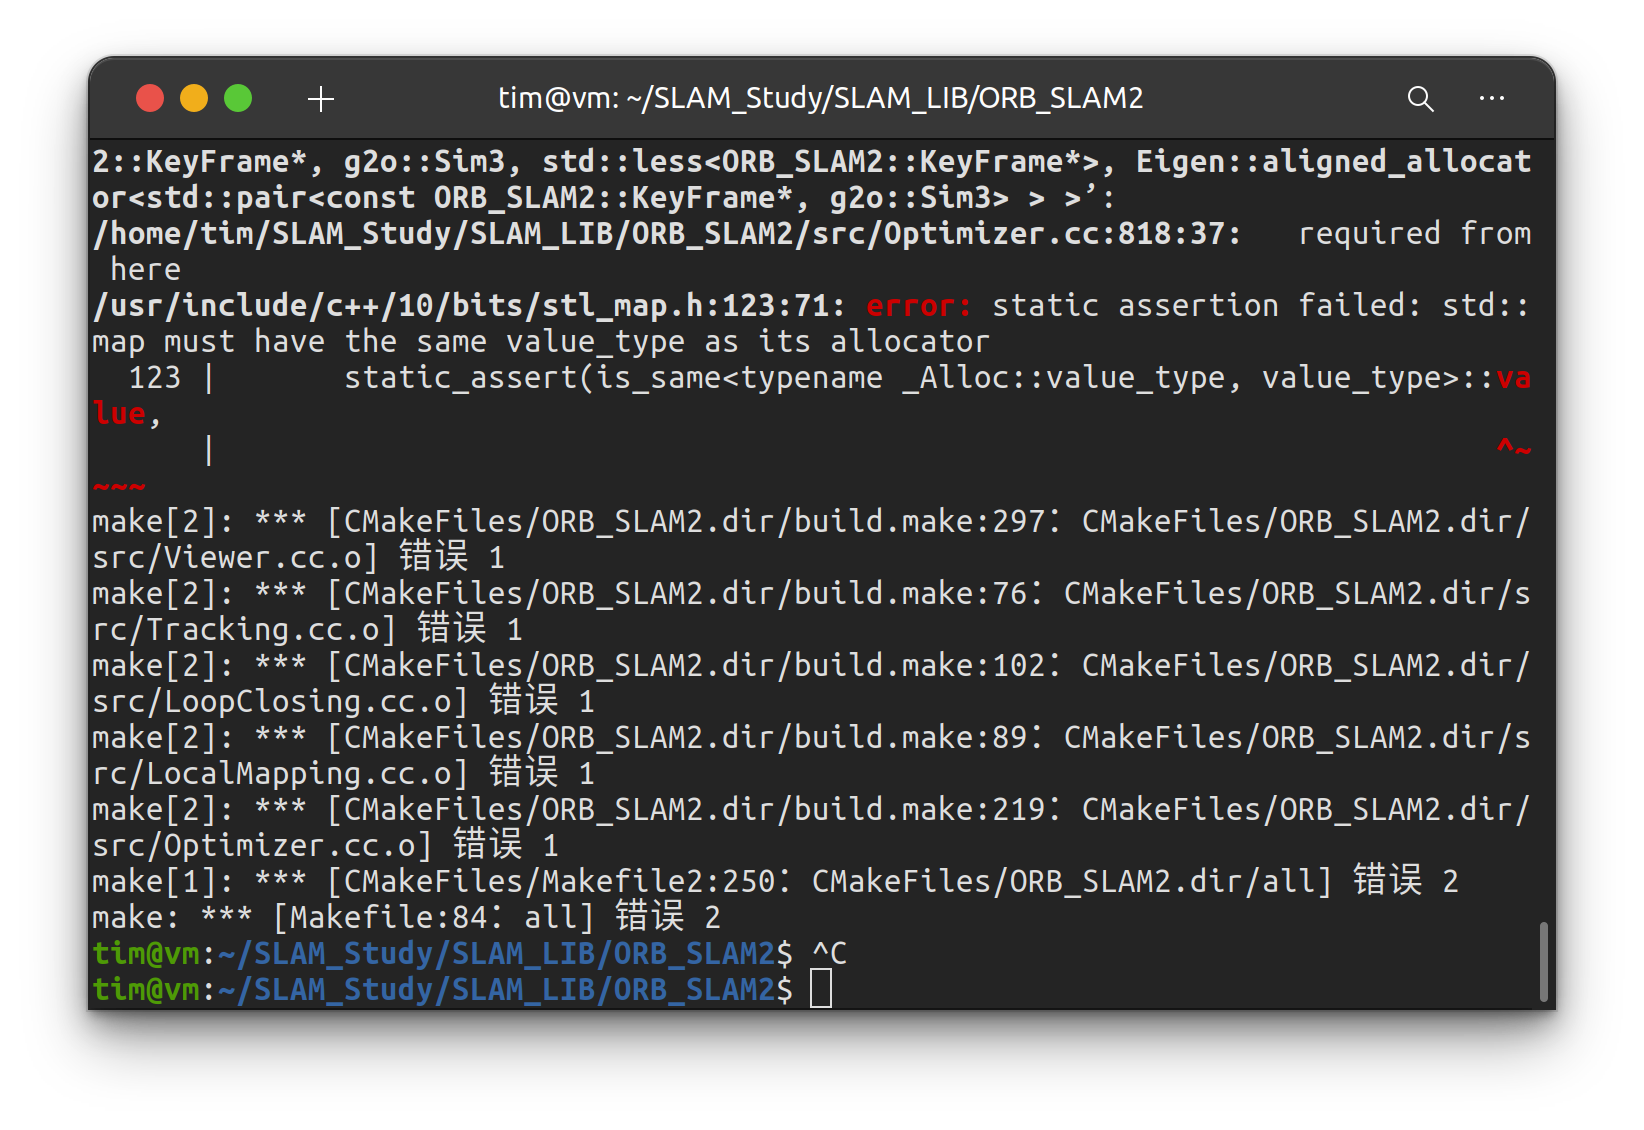 tim@vm: ~/SLAM_Study/SLAM_LIB/ORB_SLAM2
2::KeyFrame*, g2o::Sim3, std::less<ORB_SLAM2::KeyFrame*>, Eigen::aligned_allocat
or<std::pair<const ORB_SLAM2::KeyFrame*, g2o::Sim3> > >’:
/home/tim/SLAM_Study/SLAM_LIB/ORB_SLAM2/src/Optimizer.cc:818:37:   required from
 here
/usr/include/c++/10/bits/stl_map.h:123:71: error: static assertion failed: std::
map must have the same value_type as its allocator
  123 |       static_assert(is_same<typename _Alloc::value_type, value_type>::va
lue,
      |                                                                       ^~
~~~
make[2]: *** [CMakeFiles/ORB_SLAM2.dir/build.make:297：CMakeFiles/ORB_SLAM2.dir/
src/Viewer.cc.o] 错误 1
make[2]: *** [CMakeFiles/ORB_SLAM2.dir/build.make:76：CMakeFiles/ORB_SLAM2.dir/s
rc/Tracking.cc.o] 错误 1
make[2]: *** [CMakeFiles/ORB_SLAM2.dir/build.make:102：CMakeFiles/ORB_SLAM2.dir/
src/LoopClosing.cc.o] 错误 1
make[2]: *** [CMakeFiles/ORB_SLAM2.dir/build.make:89：CMakeFiles/ORB_SLAM2.dir/s
rc/LocalMapping.cc.o] 错误 1
make[2]: *** [CMakeFiles/ORB_SLAM2.dir/build.make:219：CMakeFiles/ORB_SLAM2.dir/
src/Optimizer.cc.o] 错误 1
make[1]: *** [CMakeFiles/Makefile2:250：CMakeFiles/ORB_SLAM2.dir/all] 错误 2
make: *** [Makefile:84：all] 错误 2
tim@vm:~/SLAM_Study/SLAM_LIB/ORB_SLAM2$ ^C
tim@vm:~/SLAM_Study/SLAM_LIB/ORB_SLAM2$